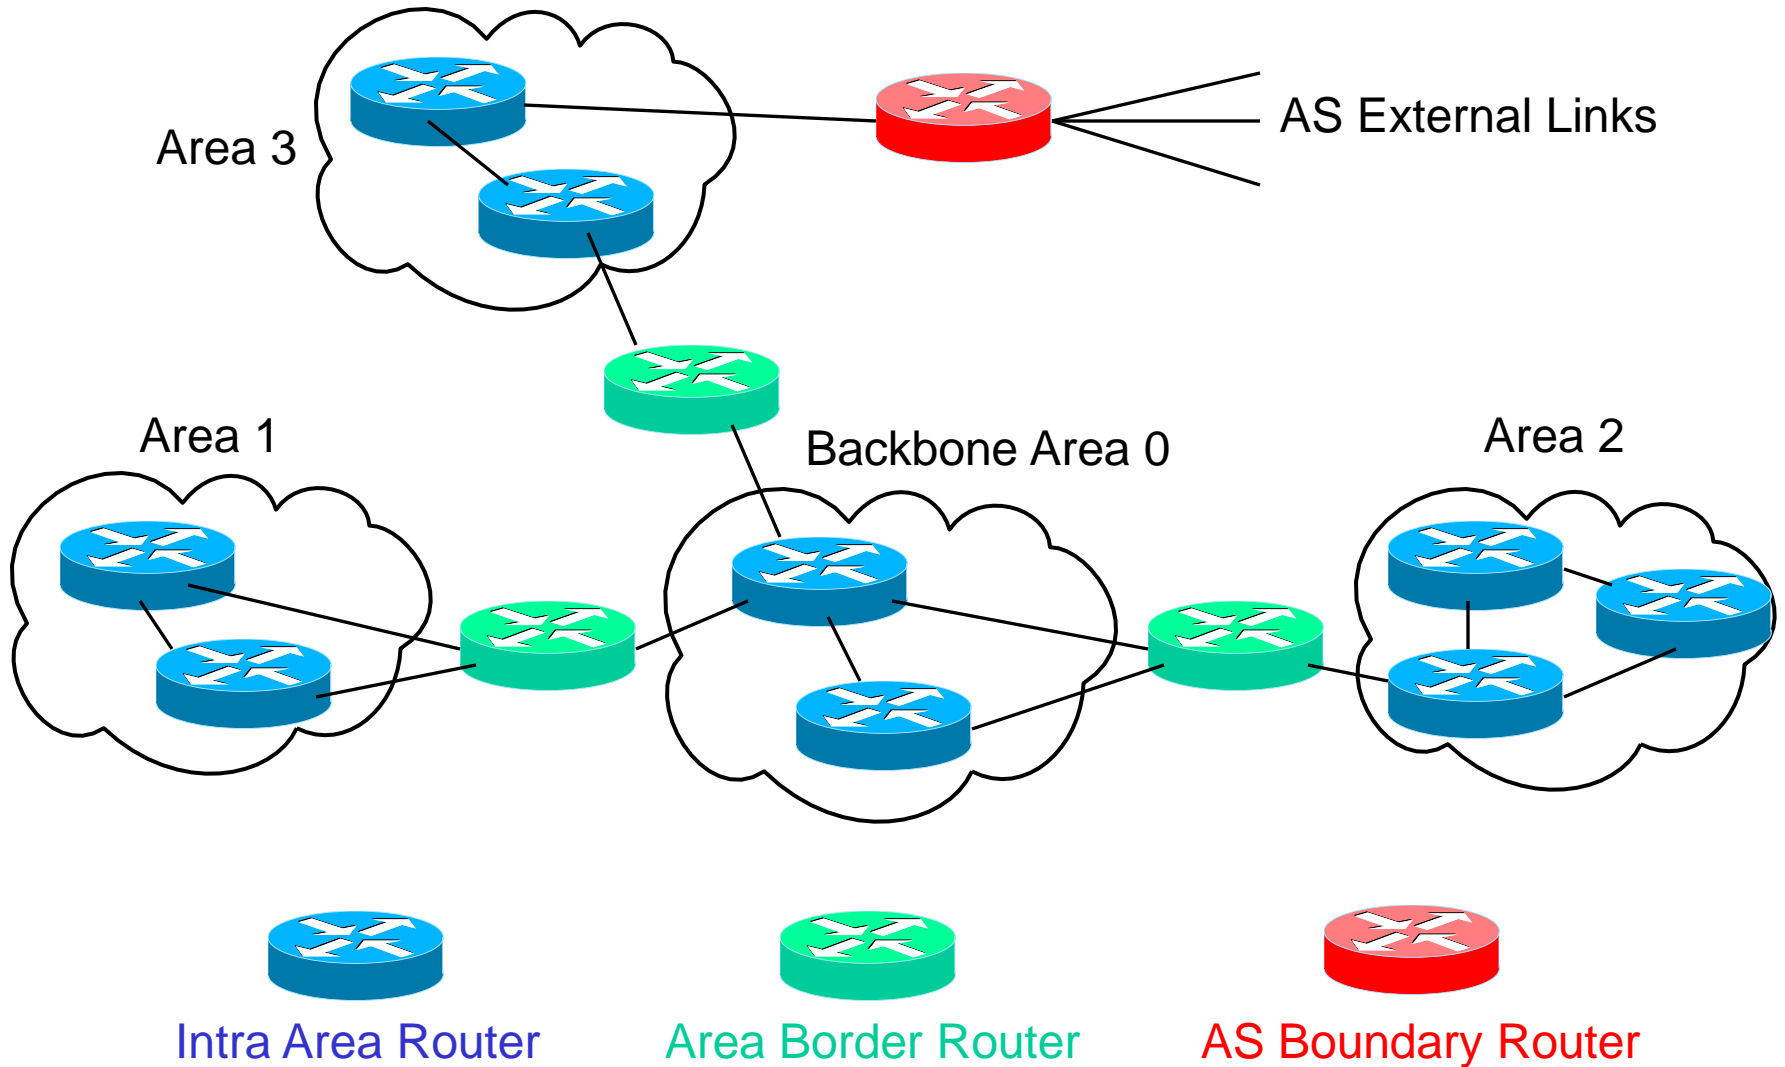 AS External Links
Area 3
Area 1
Backbone Area 0
Area 2
Intra Area Router
Area Border Router
AS Boundary Router